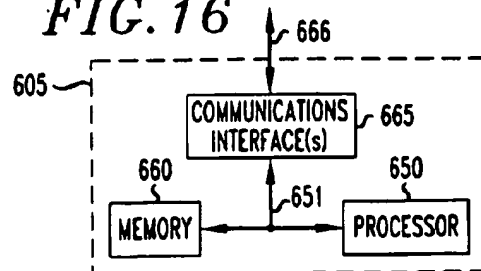 FIG. 16
666
605
COMMUNICATIONS
INTERFACE(s)
665
660
651
650
MEMORY
PROCESSOR